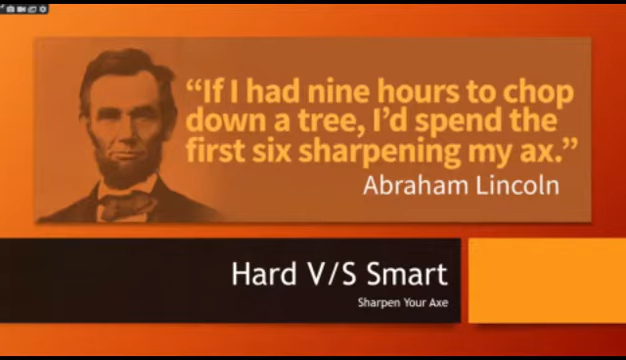 “If I had nine hours to chop
down a tree, I’d spend the
first six sharpening my ax.”
Abraham Lincoln
Hard V/S Smart
Sharpen Your Axe